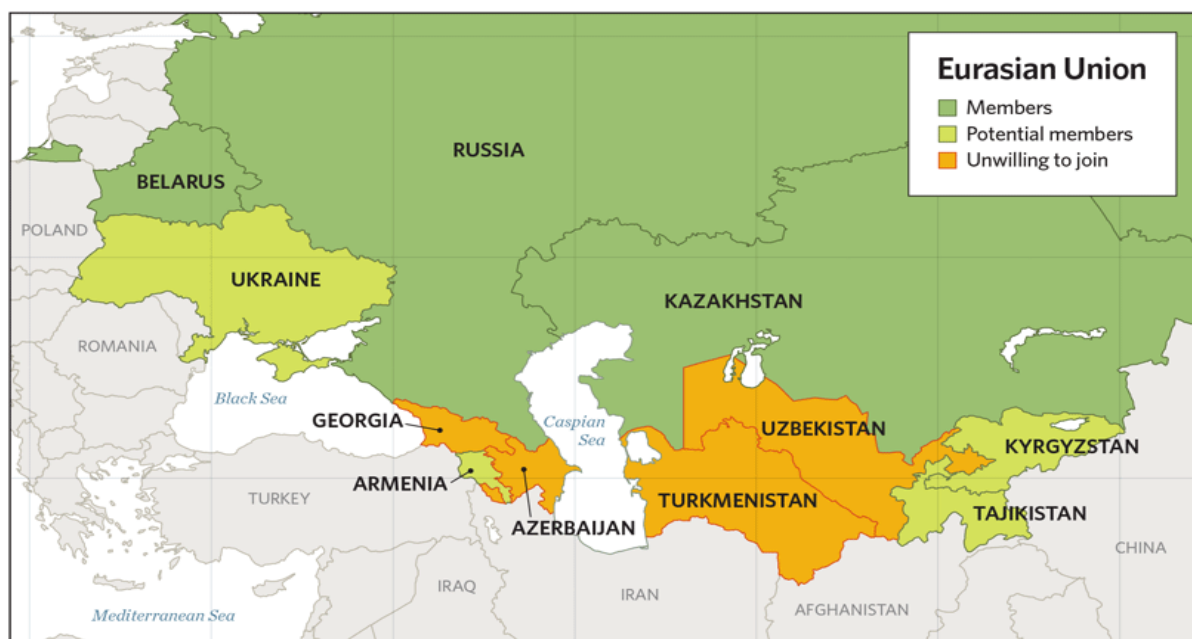 Eurasian Union
Members
Potential members
Unwilling to join
RUSSIA
BELARUS
POLAND
UKRAINE
KAZAKHSTAN
ROMANIA
Black Sea
GEORGIA
Caspian
Sea
UZBEKISTAN
KYRGYZSTAN
ARMENIA
TURKEY
TURKMENISTAN
TAJIKISTAN
AZERBAIJAN
CHINA
IRAQ
IRAN
AFGHANISTAN
Mediterranean Sea